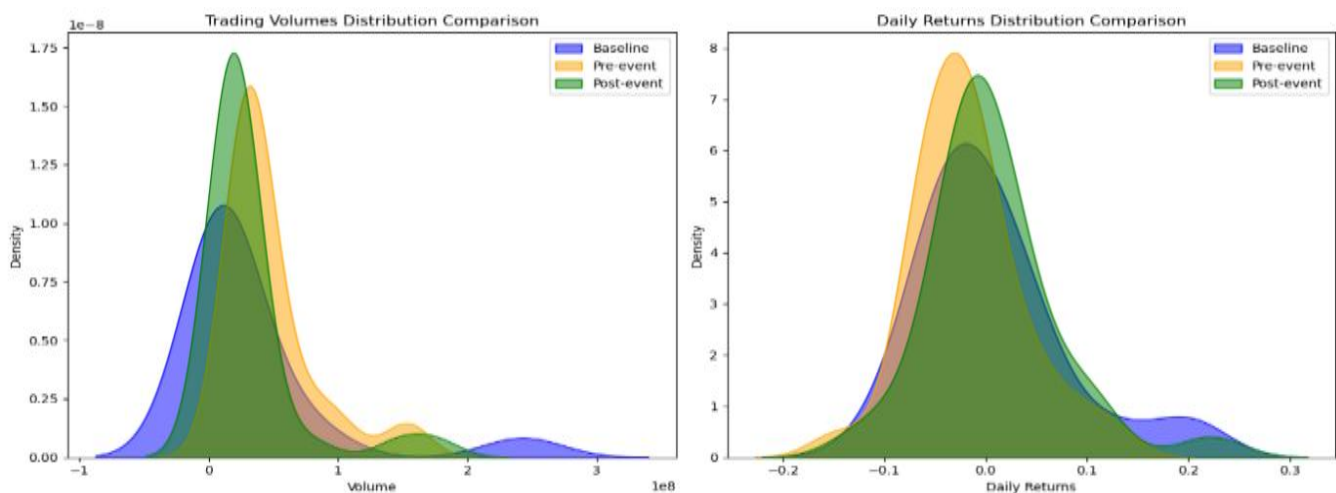 Trading Volumes Distribution Comparison
1e−8
Baseline
Pre-event
Post-event
1.75
1.50
1.25
1.00
0.75
0.50
0.25
0.00
Density
−1
0
1
2
3
1e8
Volume
Daily Returns Distribution Comparison
Baseline
Pre-event
Post-event
8
7
6
5
4
3
2
1
0
Density
−0.2
−0.1
0.0
0.1
0.2
0.3
Daily Returns